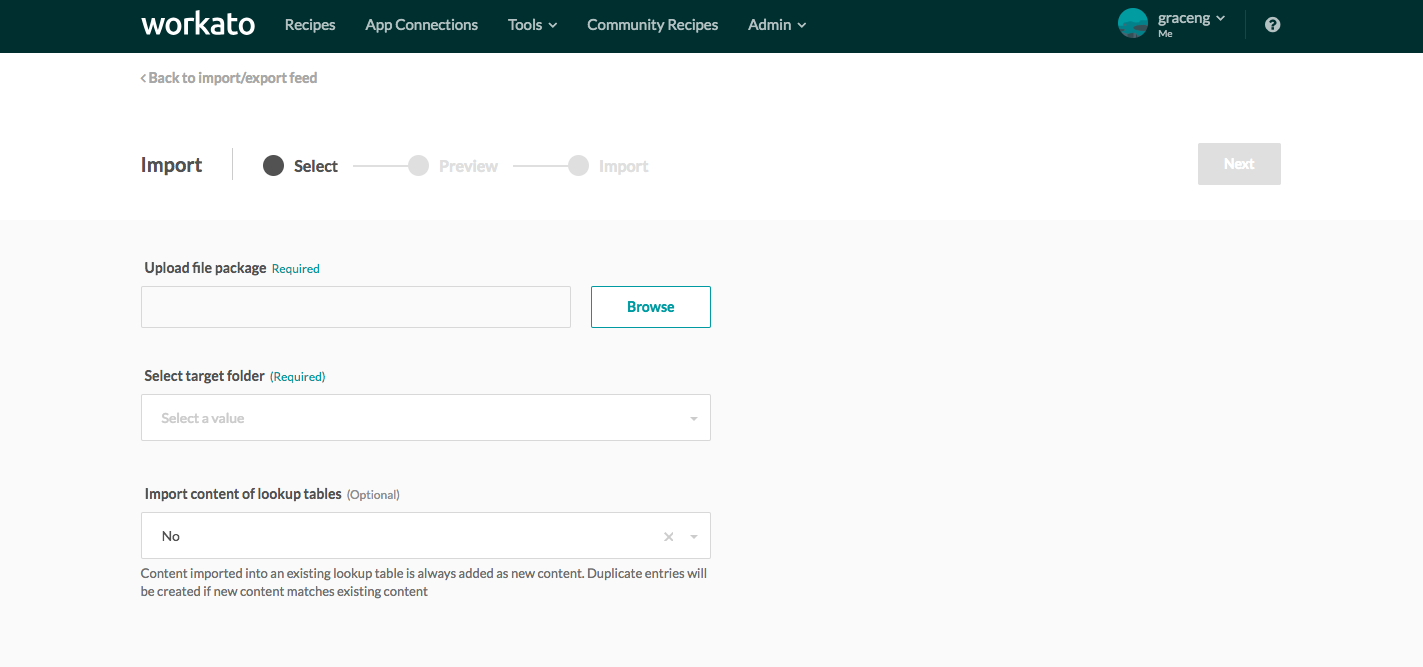 workato Recipes App Connections Tools Community Recipes Admin graceng
Me
Back to import/export feed
Import Select Preview Import Next
Upload file package Required
Browse
Select target folder (Required)
Select a value
Import content of lookup tables (Optional)
No
Content imported into an existing lookup table is always added as new content. Duplicate entries will
be created if new content matches existing content